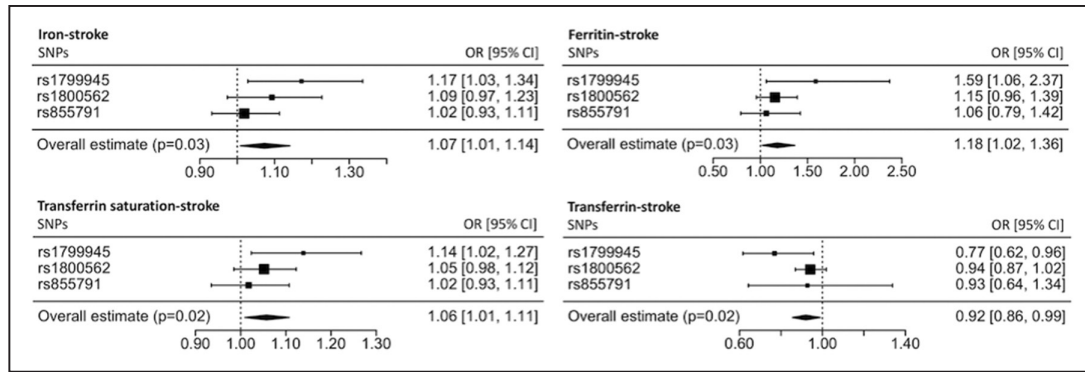 Iron-stroke
SNPs OR [95% CI]
rs1799945 1.17 [1.03, 1.34]
rs1800562 1.09 [0.97, 1.23]
rs855791 1.02 [0.93, 1.11]
Overall estimate (p=0.03) 1.07 [1.01, 1.14]
0.90 1.10 1.30
Ferritin-stroke
SNPs OR [95% CI]
rs1799945 1.59 [1.06, 2.37]
rs1800562 1.15 [0.96, 1.39]
rs855791 1.06 [0.79, 1.42]
Overall estimate (p=0.03) 1.18 [1.02, 1.36]
0.50 1.00 1.50 2.00 2.50
Transferrin saturation-stroke
SNPs OR [95% CI]
rs1799945 1.14 [1.02, 1.27]
rs1800562 1.05 [0.98, 1.12]
rs855791 1.02 [0.93, 1.11]
Overall estimate (p=0.02) 1.06 [1.01, 1.11]
0.90 1.00 1.10 1.20 1.30
Transferrin-stroke
SNPs OR [95% CI]
rs1799945 0.77 [0.62, 0.96]
rs1800562 0.94 [0.87, 1.02]
rs855791 0.93 [0.64, 1.34]
Overall estimate (p=0.02) 0.92 [0.86, 0.99]
0.60 1.00 1.40